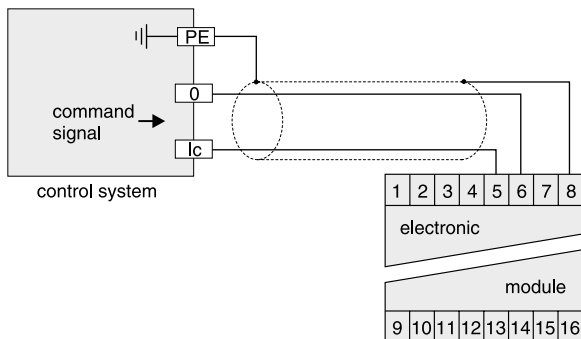 PE
0
command
signal
Ic
control system
1 2 3 4 5 6 7 8
electronic
module
9 10 11 12 13 14 15 16